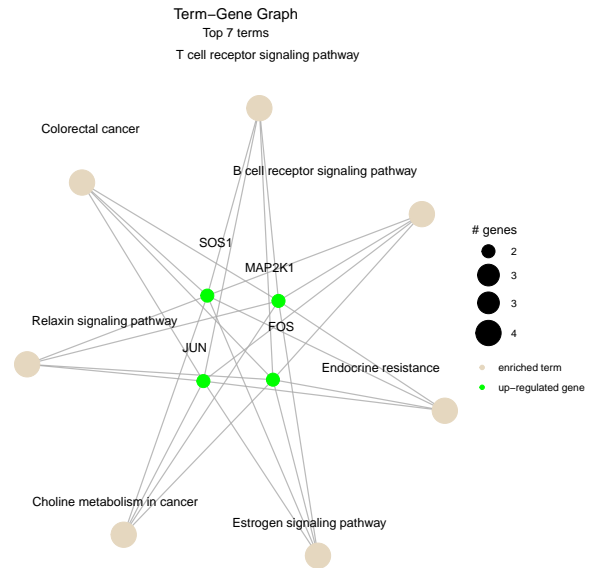 Term−Gene Graph
Top 7 terms
T cell receptor signaling pathway
Colorectal cancer
B cell receptor signaling pathway
# genes
2
3
3
4
SOS1
MAP2K1
Relaxin signaling pathway
FOS
JUN
Endocrine resistance
enriched term
up−regulated gene
Choline metabolism in cancer
Estrogen signaling pathway